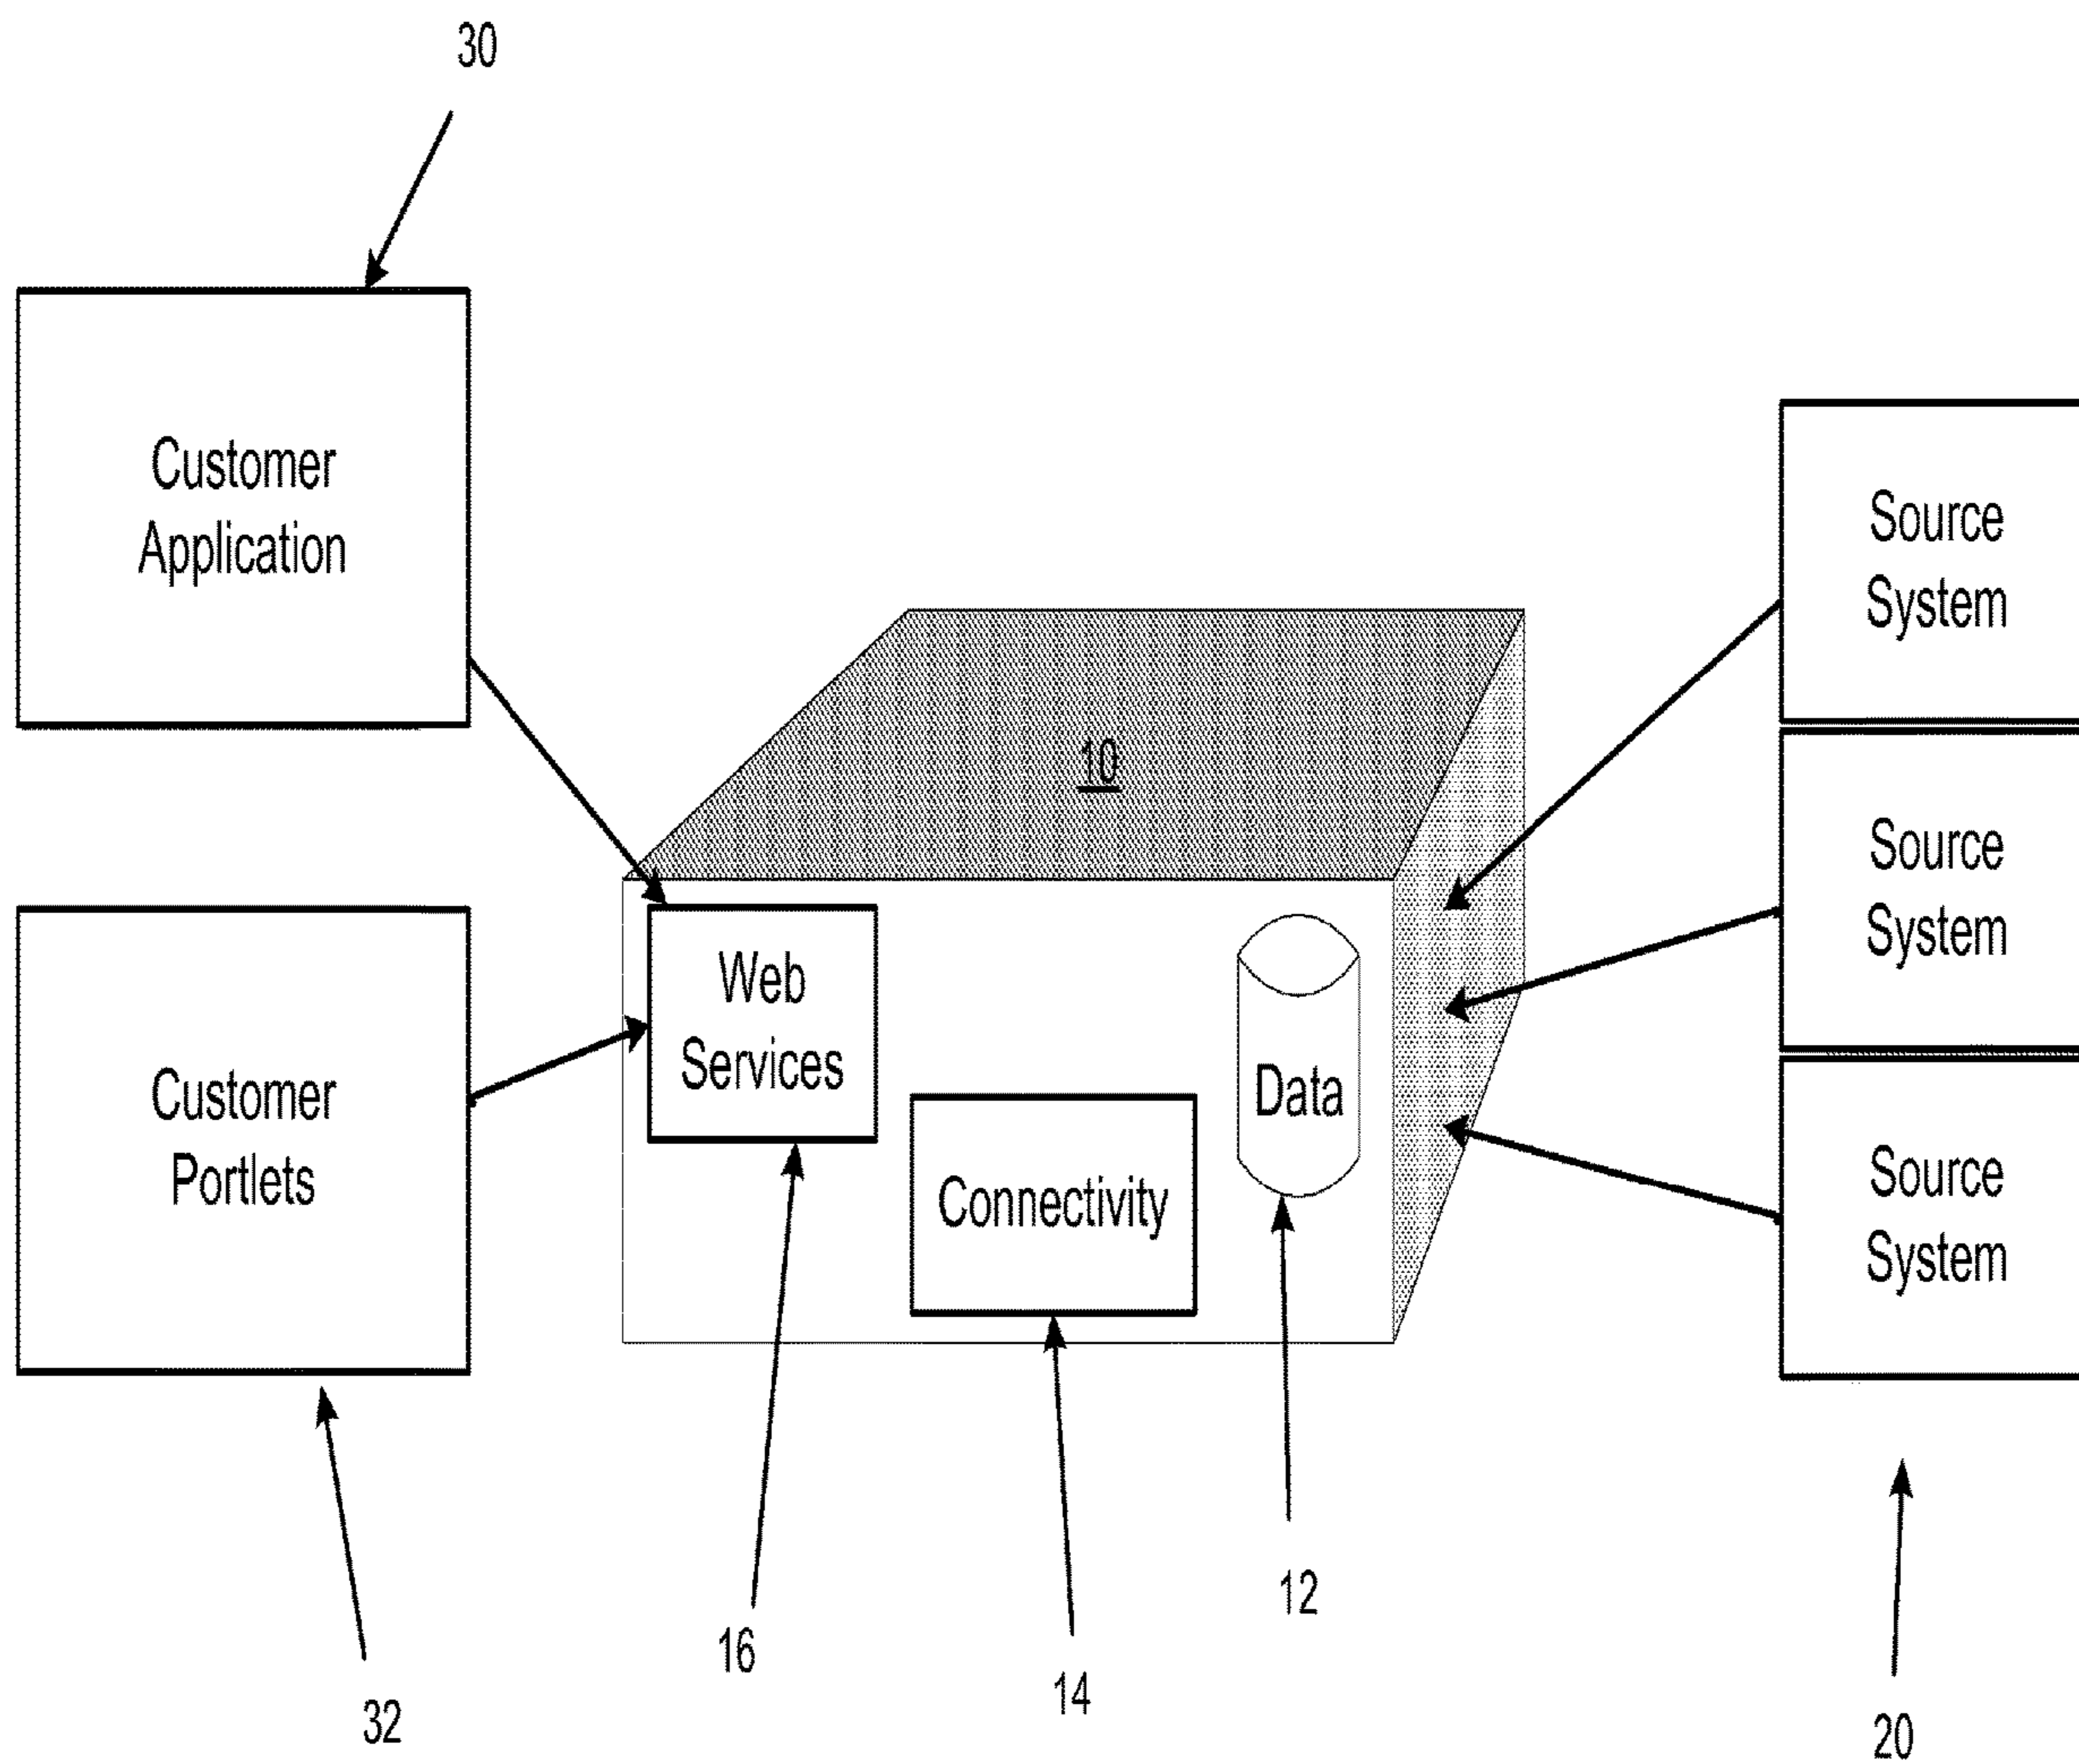 30
Customer
Application
Source
System
10
Source
System
Web
Services
Data
Customer
Portlets
Connectivity
Source
System
12
16
14
32
20